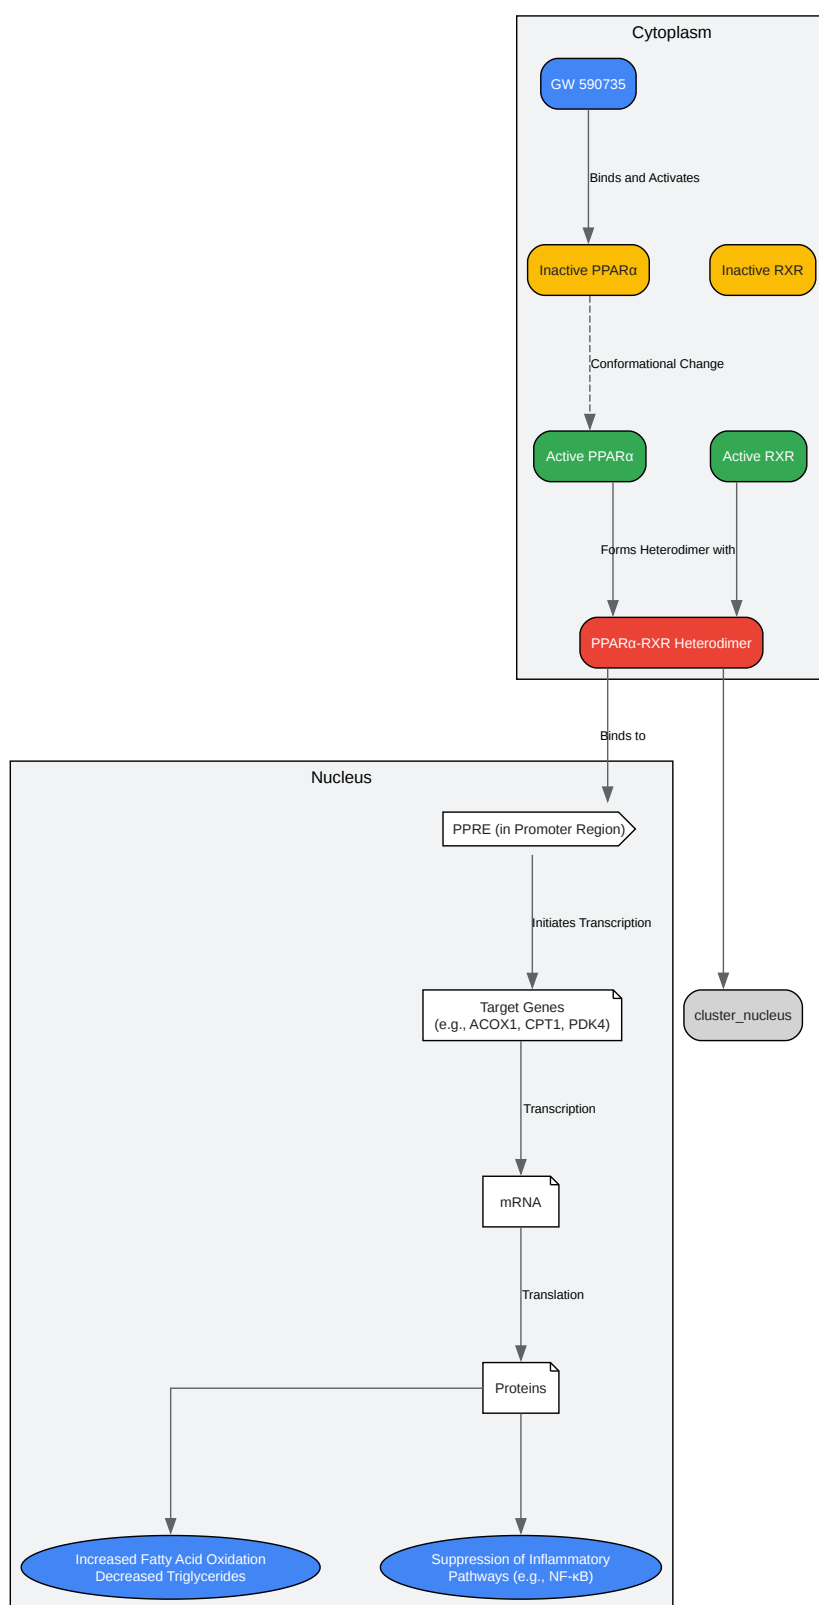 Cytoplasm
GW 590735
Binds and Activates
Inactive PPARα
Inactive RXR
Conformational Change
Active PPARα
Active RXR
Forms Heterodimer with
PPARα-RXR Heterodimer
Binds to
Nucleus
PPRE (in Promoter Region)
Initiates Transcription
Target Genes
(e.g., ACOX1, CPT1, PDK4)
cluster_nucleus
Transcription
mRNA
Translation
Proteins
Increased Fatty Acid Oxidation
Decreased Triglycerides
Suppression of Inflammatory
Pathways (e.g., NF-κB)